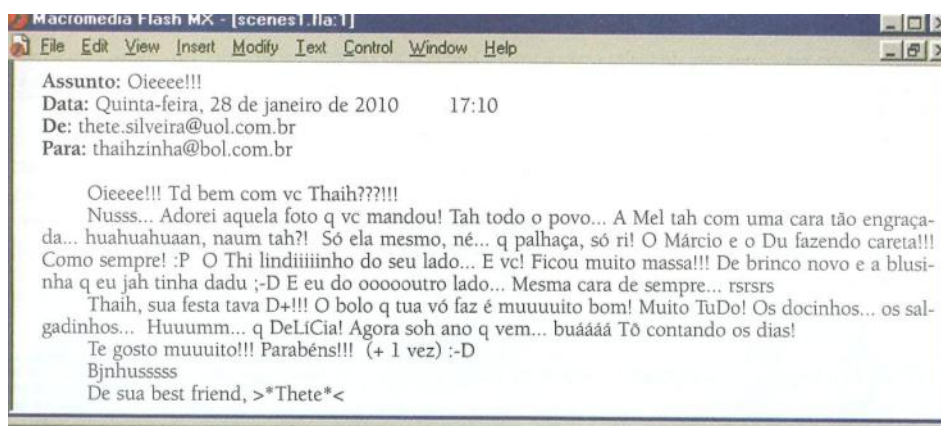 Macromedia Flash MX - [scenes1.fla:1]
File Edit View Insert Modify Text Control Window Help
Assunto: Oieeee!!!
Data: Quinta-feira, 28 de janeiro de 2010 17:10
De: thete.silveira@uol.com.br
Para: thaihzinha@bol.com.br
Oieeee!!! Td bem com vc Thaih???!!!
Nusss... Adorei aquela foto q vc mandou! Tah todo o povo... A Mel tah com uma cara tão engraça-
da... huahuahuaan, naum tah?! Só ela mesmo, né... q palhaça, só ri! O Márcio e o Du fazendo careta!!!
Como sempre! :P O Thi lindiiiiinho do seu lado... E vc! Ficou muito massa!!! De brinco novo e a blusi-
nha q eu jah tinha dadu ;-D E eu do oooooutro lado... Mesma cara de sempre... rsrsrs
Thaih, sua festa tava D+!!! O bolo q tua vó faz é muuuuito bom! Muito TuDo! Os docinhos... os sal-
gadinhos... Huuumm... q DeLíCia! Agora soh ano q vem... buáááá Tô contando os dias!
Te gosto muuuito!!! Parabéns!!! (+ 1 vez) :-D
Bjnhusssss
De sua best friend, >*Thete*<